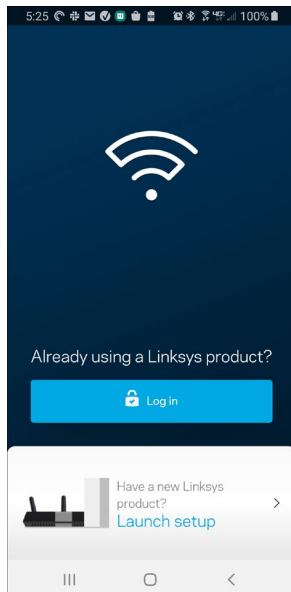 5:25 100%
Already using a Linksys product?
Log in
Have a new Linksys
product?
Launch setup